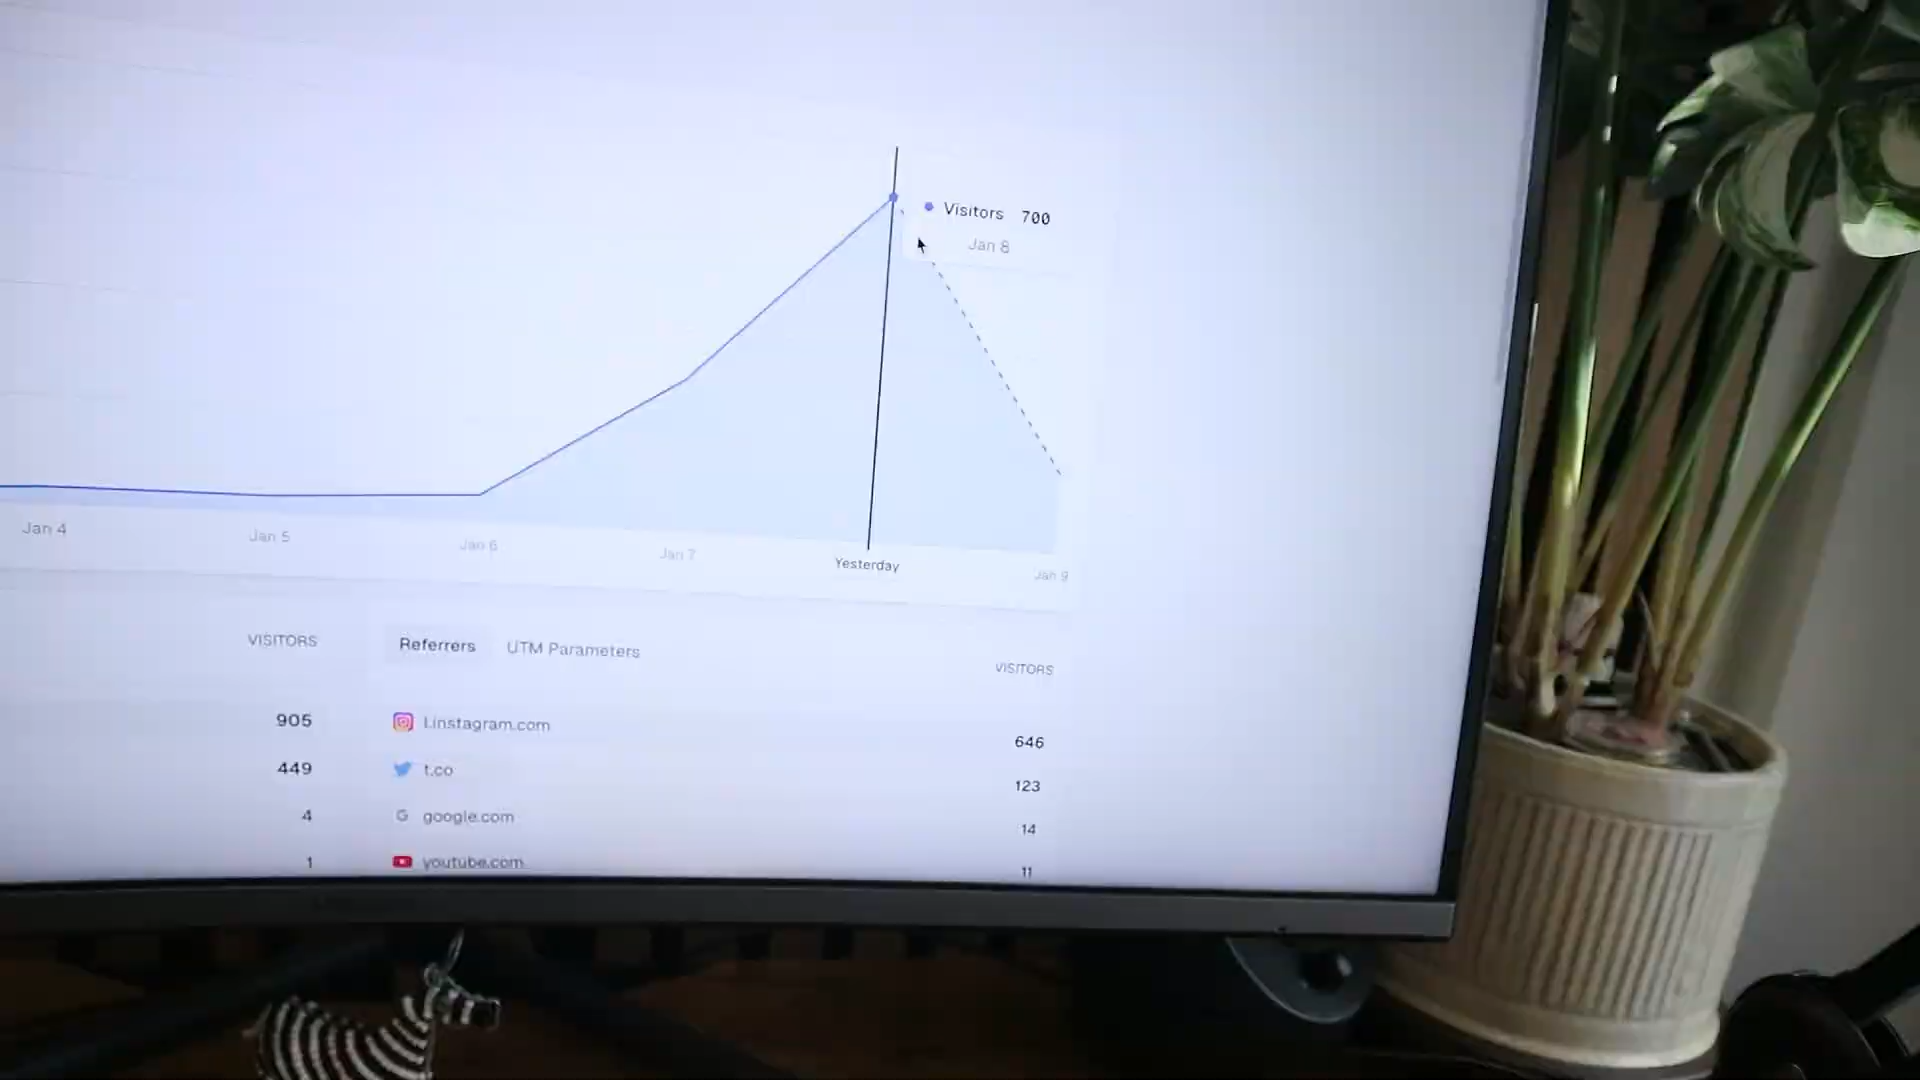 Visitors 700
Jan 8
Jan 4
Jan 5
Jan 6
Jan 7
Yesterday
Jan 9
VISITORS
905
449
4
1
Referrers
UTM Parameters
VISITORS
l.instagram.com 646
t.co 123
google.com 14
youtube.com 11